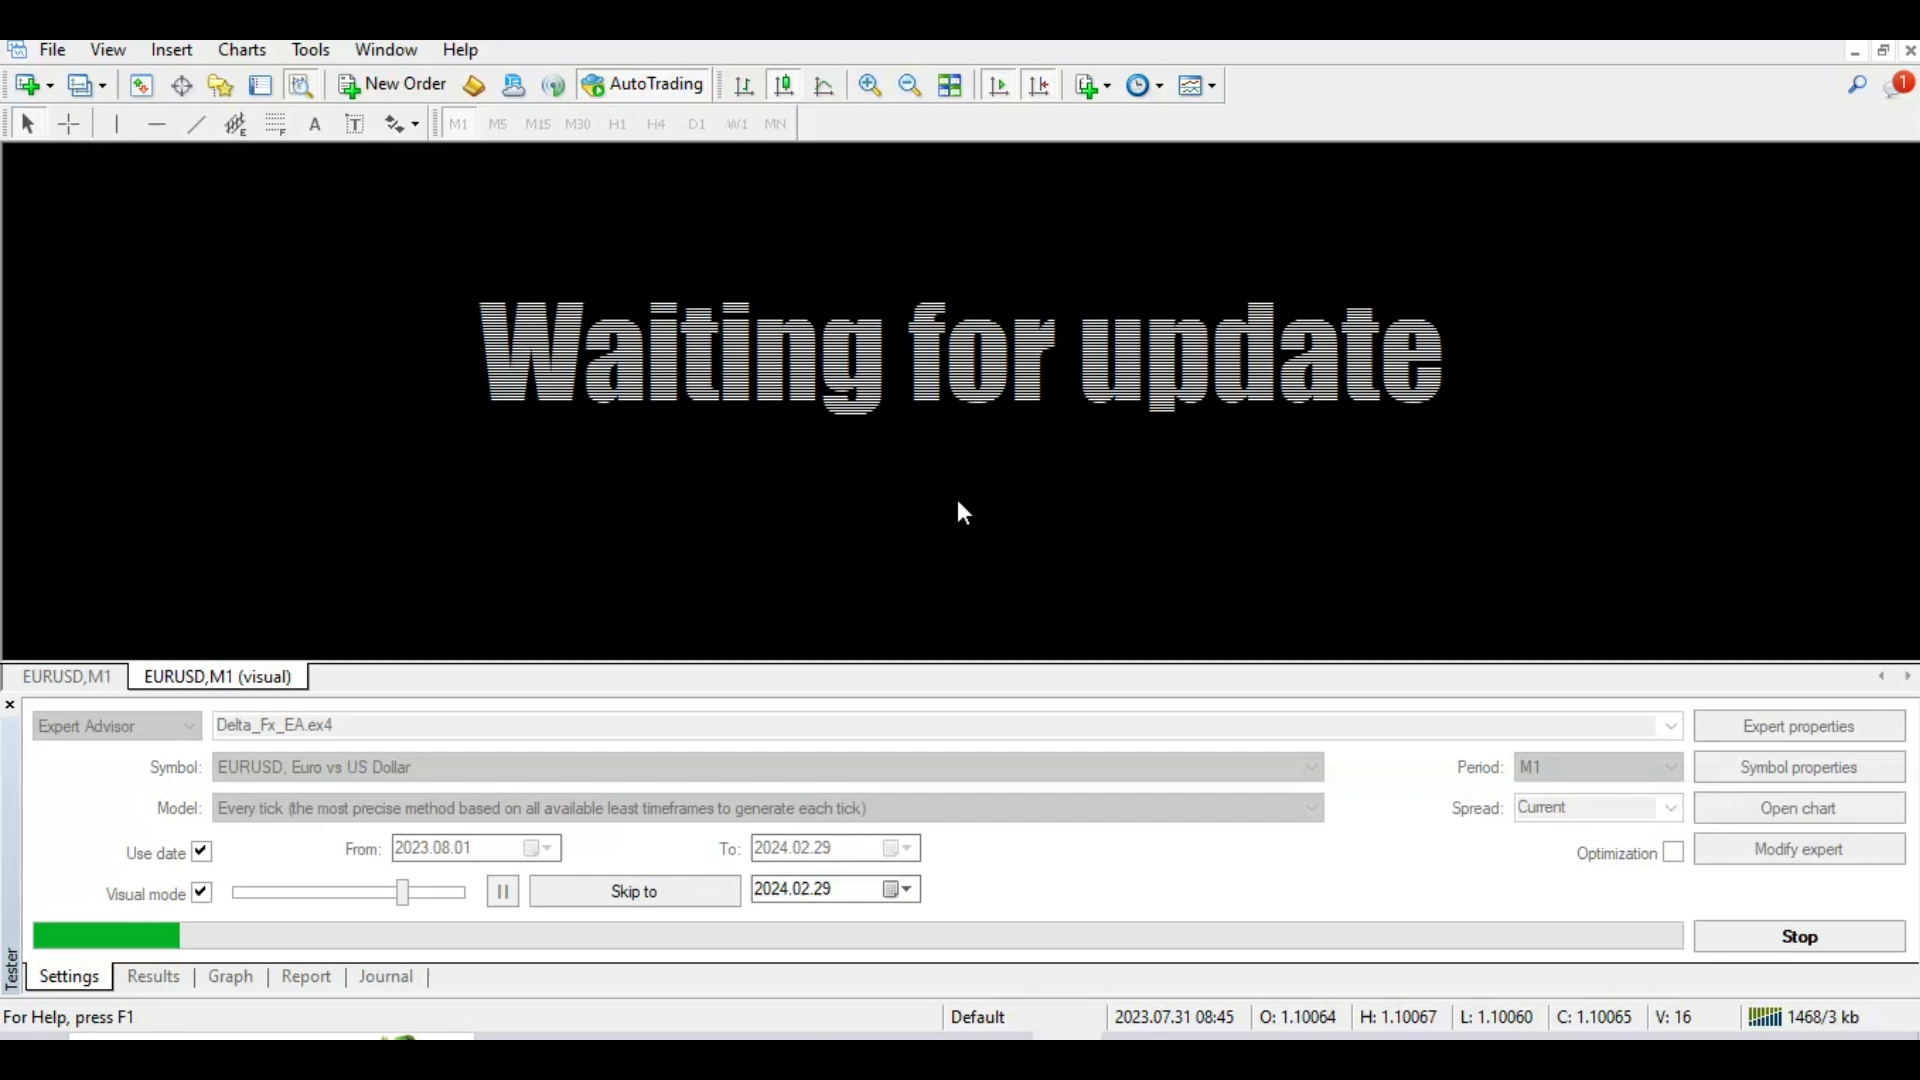 File View Insert Charts Tools Window Help
New Order AutoTrading 1
A T E F M1 M5 M15 M30 H1 H4 D1 W1 MN
Waiting for update
EURUSD,M1 EURUSD,M1 (visual)
Expert Advisor Delta_Fx_EA.ex4 Expert properties
Symbol: EURUSD, Euro vs US Dollar Period: M1 Symbol properties
Model: Every tick (the most precise method based on all available least timeframes to generate each tick) Spread: Current Open chart
Use date From: 2023.08.01 To: 2024.02.29 Optimization Modify expert
Visual mode Skip to 2024.02.29
Stop
Tester
Settings Results Graph Report Journal
For Help, press F1 Default 2023.07.31 08:45 O: 1.10064 H: 1.10067 L: 1.10060 C: 1.10065 V: 16 1468/3 kb